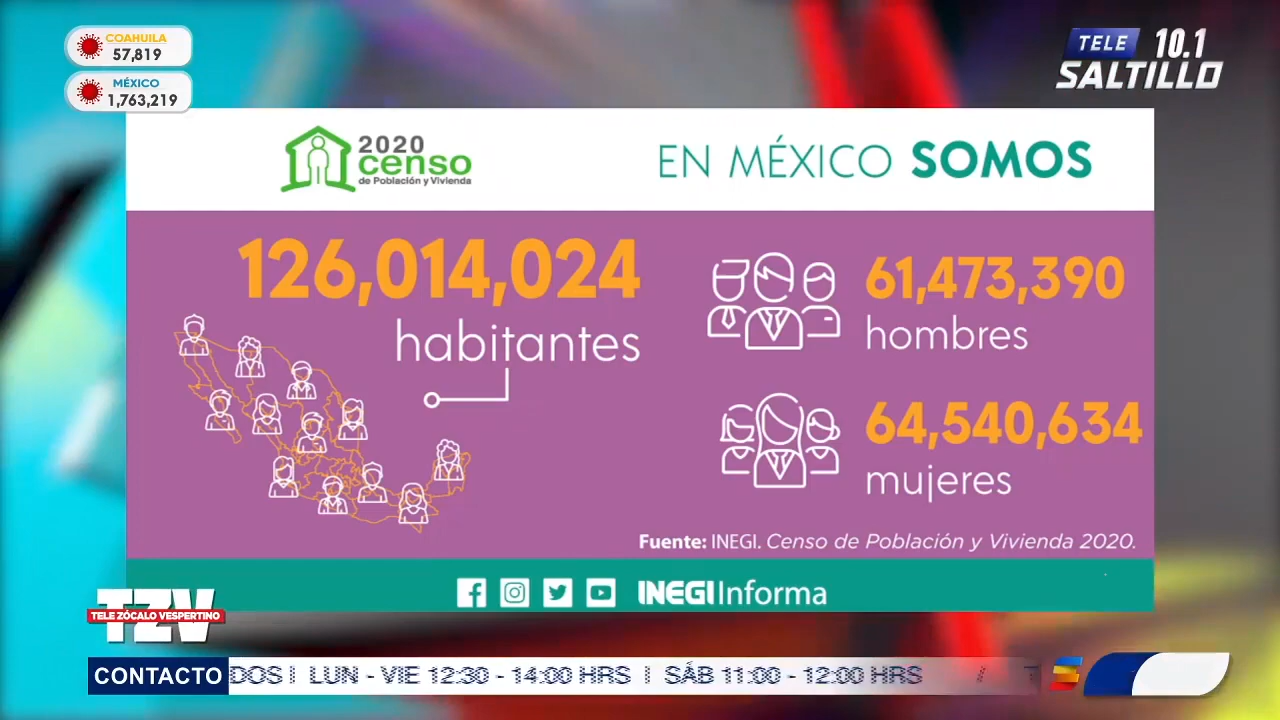 COAHUILA
57,819
MÉXICO
1,763,219
TELE 10.1
SALTILLO
2020
censo
de Población y Vivienda
EN MÉXICO SOMOS
126,014,024
habitantes
61,473,390
hombres
64,540,634
mujeres
Fuente: INEGI. Censo de Población y Vivienda 2020.
INEGI Informa
TZV
TELE ZÓCALO VESPERTINO
CONTACTO
DOS | LUN - VIE 12:30 - 14:00 HRS | SÁB 11:00 - 12:00 HRS /